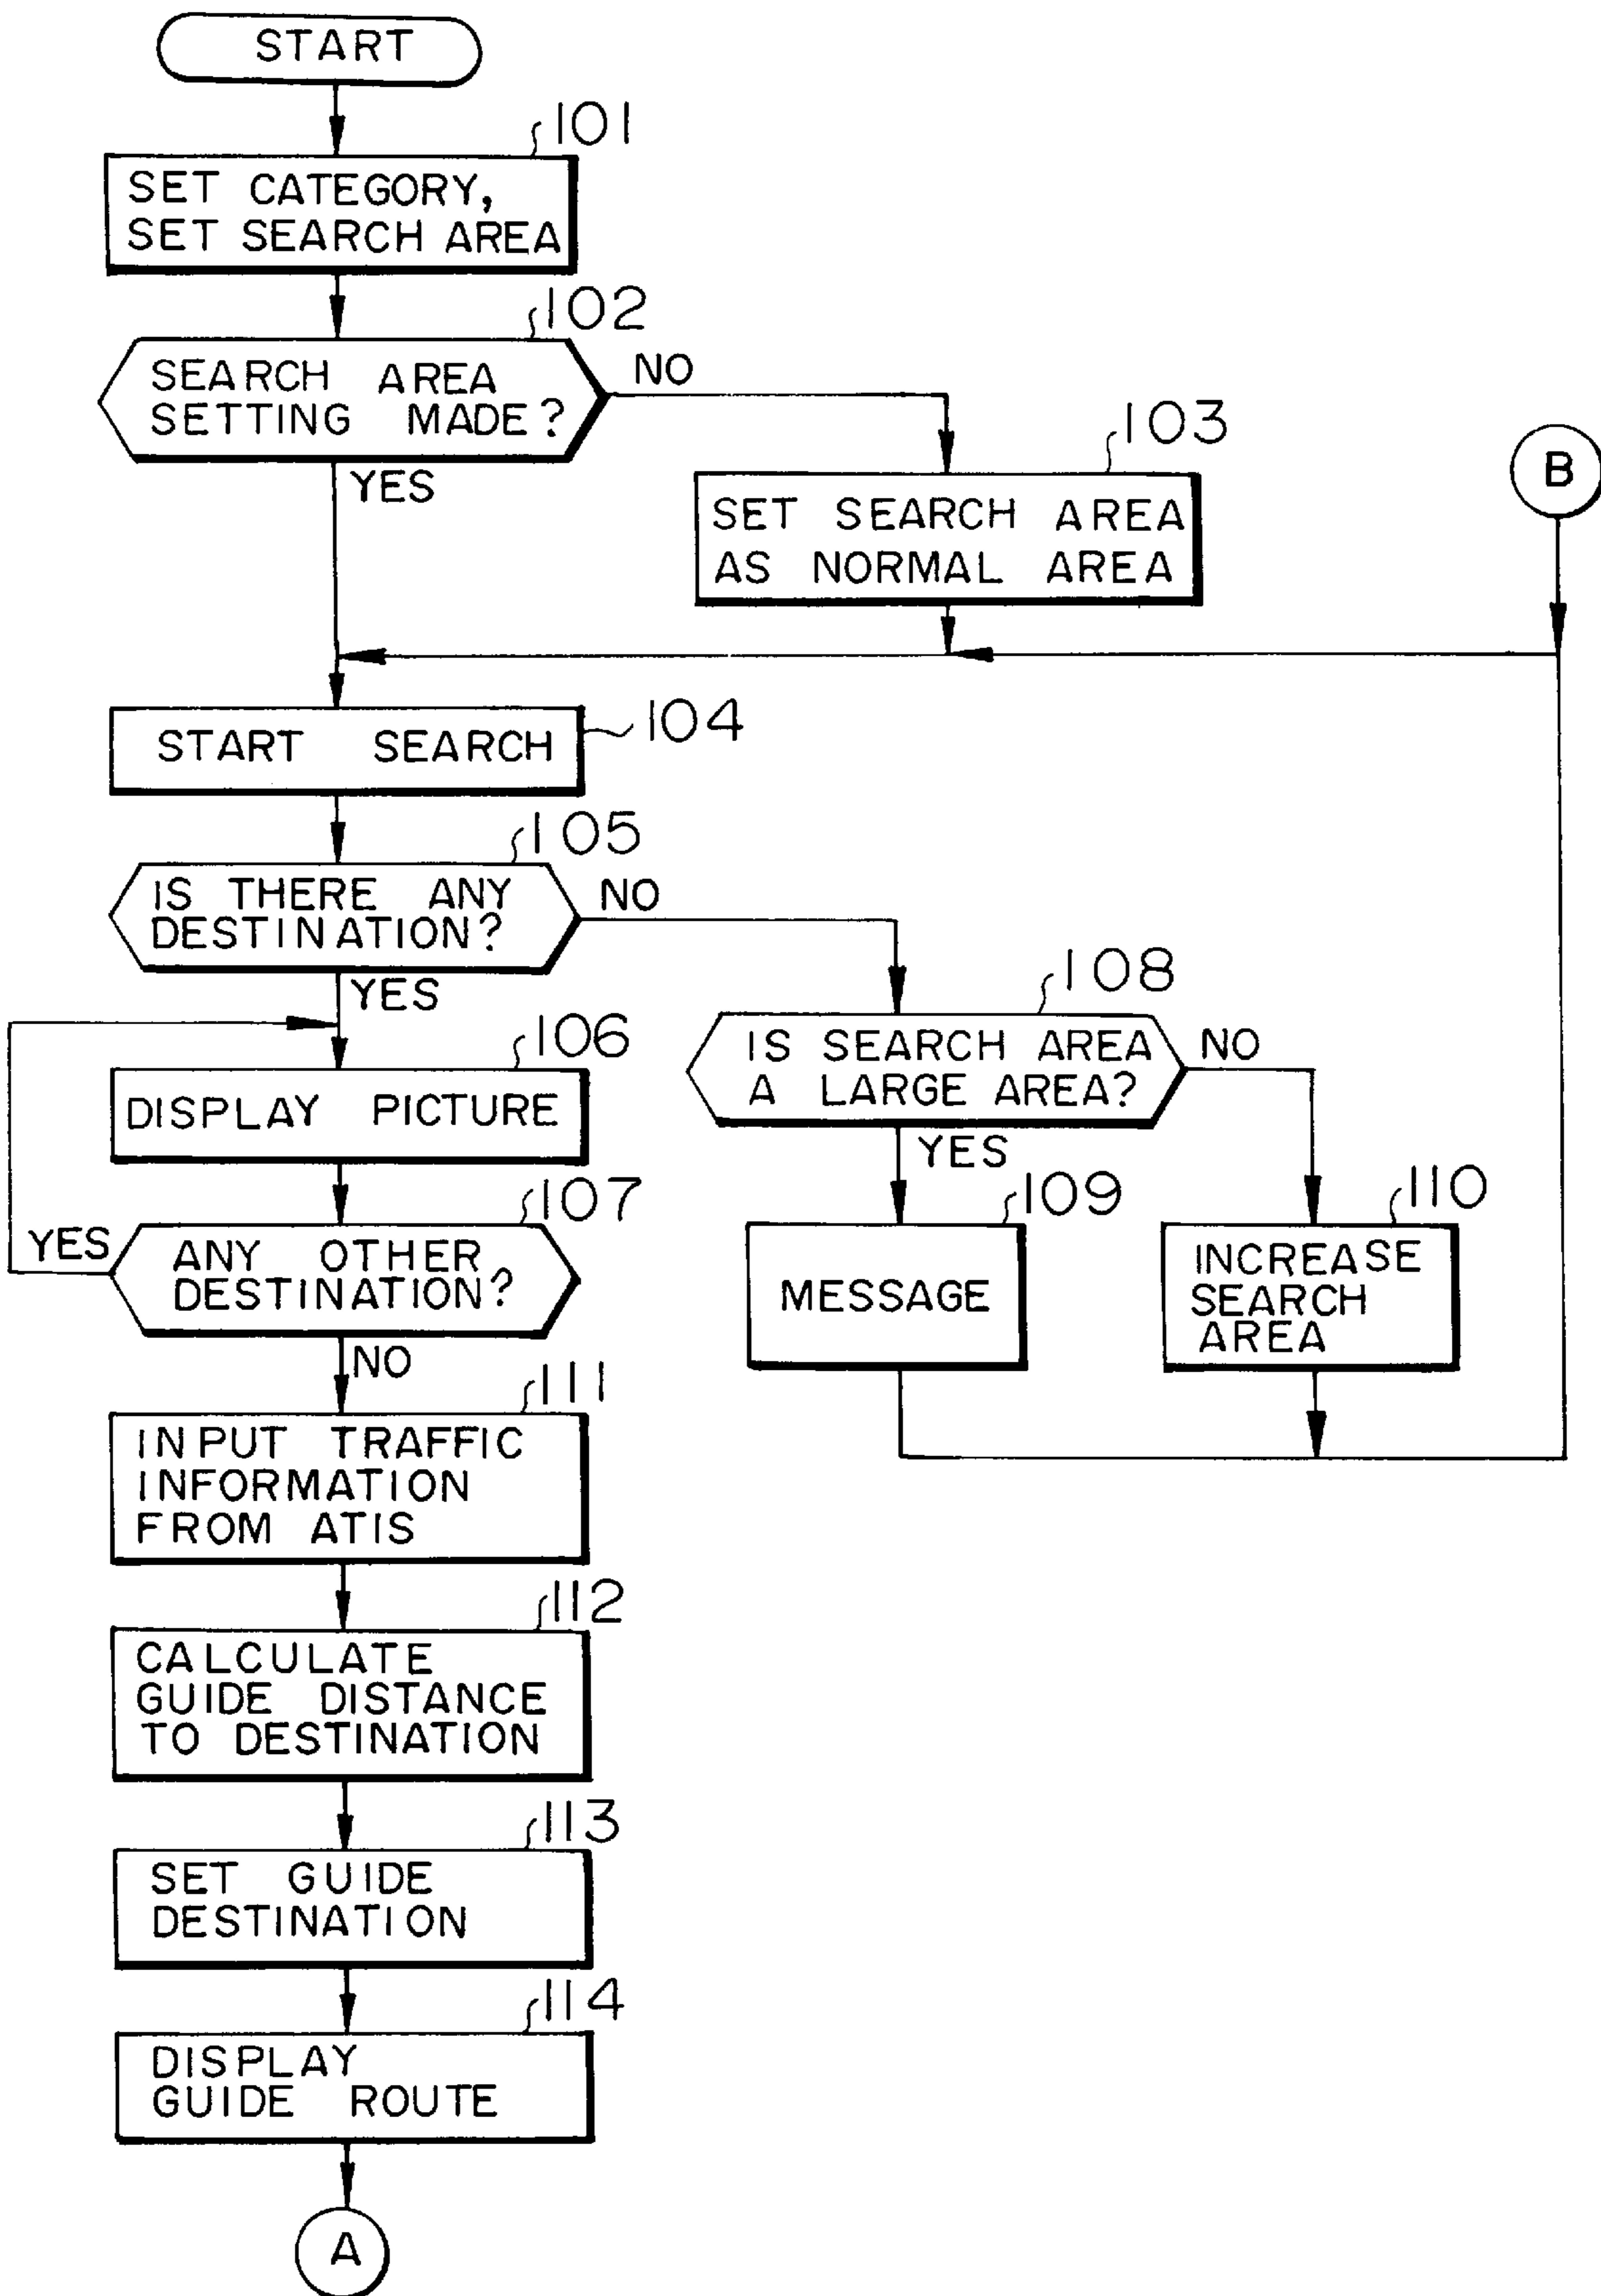 START
101
SET CATEGORY,
SET SEARCH AREA
102
SEARCH AREA
SETTING MADE?
NO
YES
103
SET SEARCH AREA
AS NORMAL AREA
B
104
START SEARCH
105
IS THERE ANY
DESTINATION?
NO
YES
106
DISPLAY PICTURE
107
ANY OTHER
DESTINATION?
YES
NO
108
IS SEARCH AREA
A LARGE AREA?
NO
YES
109
MESSAGE
110
INCREASE
SEARCH
AREA
111
INPUT TRAFFIC
INFORMATION
FROM ATIS
112
CALCULATE
GUIDE DISTANCE
TO DESTINATION
113
SET GUIDE
DESTINATION
114
DISPLAY
GUIDE ROUTE
A